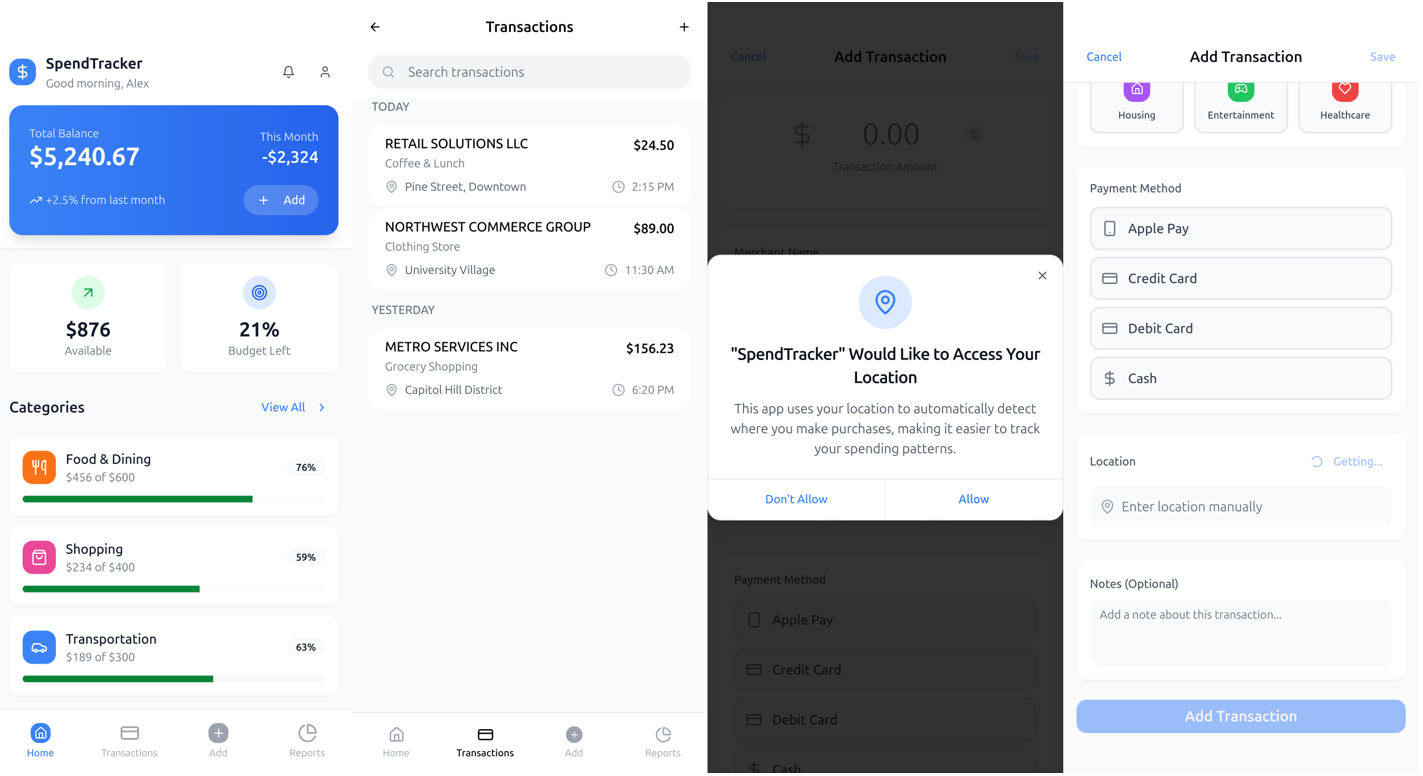 SpendTracker
Good morning, Alex
Total Balance
$5,240.67
This Month
-$2,324
+2.5% from last month
+ Add
$876
Available
21%
Budget Left
Categories
View All
Food & Dining
$456 of $600
76%
Shopping
$234 of $400
59%
Transportation
$189 of $300
63%
Home
Transactions
Add
Reports
Transactions
Search transactions
TODAY
RETAIL SOLUTIONS LLC
$24.50
Coffee & Lunch
Pine Street, Downtown
2:15 PM
NORTHWEST COMMERCE GROUP
$89.00
Clothing Store
University Village
11:30 AM
YESTERDAY
METRO SERVICES INC
$156.23
Grocery Shopping
Capitol Hill District
6:20 PM
Home
Transactions
Add
Reports
Cancel
Add Transaction
Save
$ 0.00
Transaction Amount
Merchant Name
"SpendTracker" Would Like to Access Your
Location
This app uses your location to automatically detect
where you make purchases, making it easier to track
your spending patterns.
Don't Allow
Allow
Payment Method
Apple Pay
Credit Card
Debit Card
Cash
Cancel
Add Transaction
Save
Housing
Entertainment
Healthcare
Payment Method
Apple Pay
Credit Card
Debit Card
Cash
Location
Getting...
Enter location manually
Notes (Optional)
Add a note about this transaction...
Add Transaction